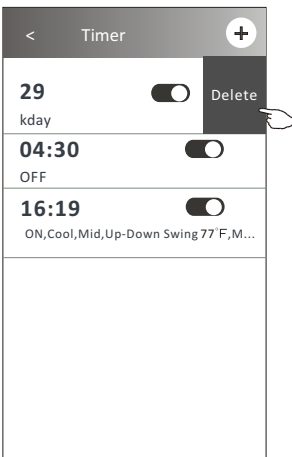 < Timer +
29 Delete
kday
04:30
OFF
16:19
ON,Cool,Mid,Up-Down Swing 77°F,M...